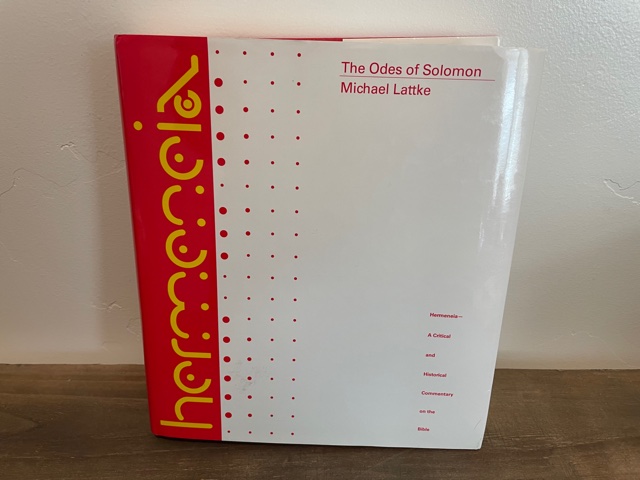 hermeneia
The Odes of Solomon
Michael Lattke
Hermeneia—
A Critical
and
Historical
Commentary
on the
Bible